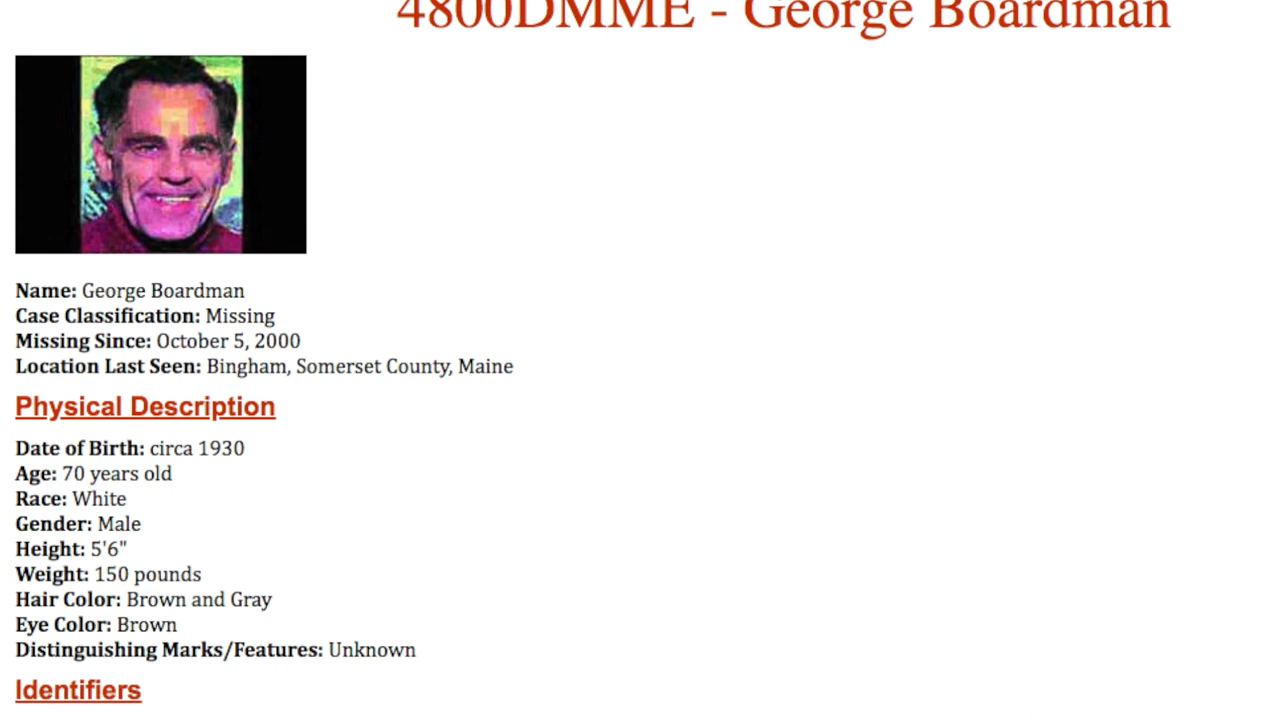 4800DMME - George Boardman
Name: George Boardman
Case Classification: Missing
Missing Since: October 5, 2000
Location Last Seen: Bingham, Somerset County, Maine
Physical Description
Date of Birth: circa 1930
Age: 70 years old
Race: White
Gender: Male
Height: 5'6"
Weight: 150 pounds
Hair Color: Brown and Gray
Eye Color: Brown
Distinguishing Marks/Features: Unknown
Identifiers